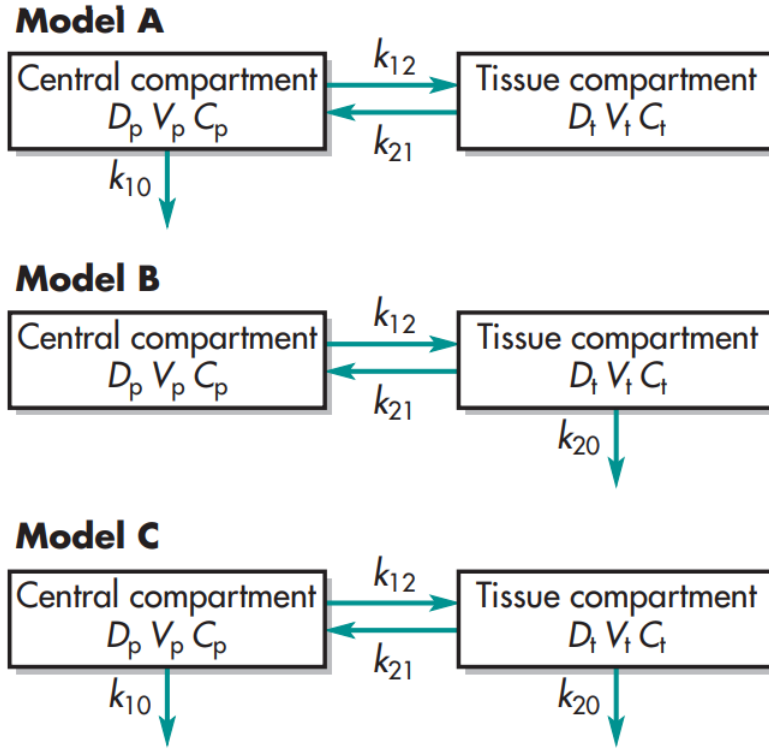 Model A
Central compartment
Dp Vp Cp
k12
k21
Tissue compartment
Dt Vt Ct
k10
Model B
Central compartment
Dp Vp Cp
k12
k21
Tissue compartment
Dt Vt Ct
k20
Model C
Central compartment
Dp Vp Cp
k12
k21
Tissue compartment
Dt Vt Ct
k10
k20